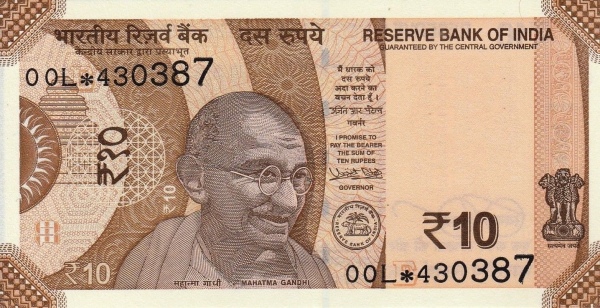 भारतीय रिज़र्व बैंक
केन्द्रीय सरकार द्वारा प्रत्याभूत
दस रुपये
RESERVE BANK OF INDIA
GUARANTEED BY THE CENTRAL GOVERNMENT
00L*430387
मैं धारक को
दस रुपये
अदा करने का
वचन देता हूँ।
गवर्नर
I PROMISE TO
PAY THE BEARER
THE SUM OF
TEN RUPEES
GOVERNOR
₹१०
₹10
₹10
₹10
सत्यमेव जयते
महात्मा गांधी
MAHATMA GANDHI
00L*430387